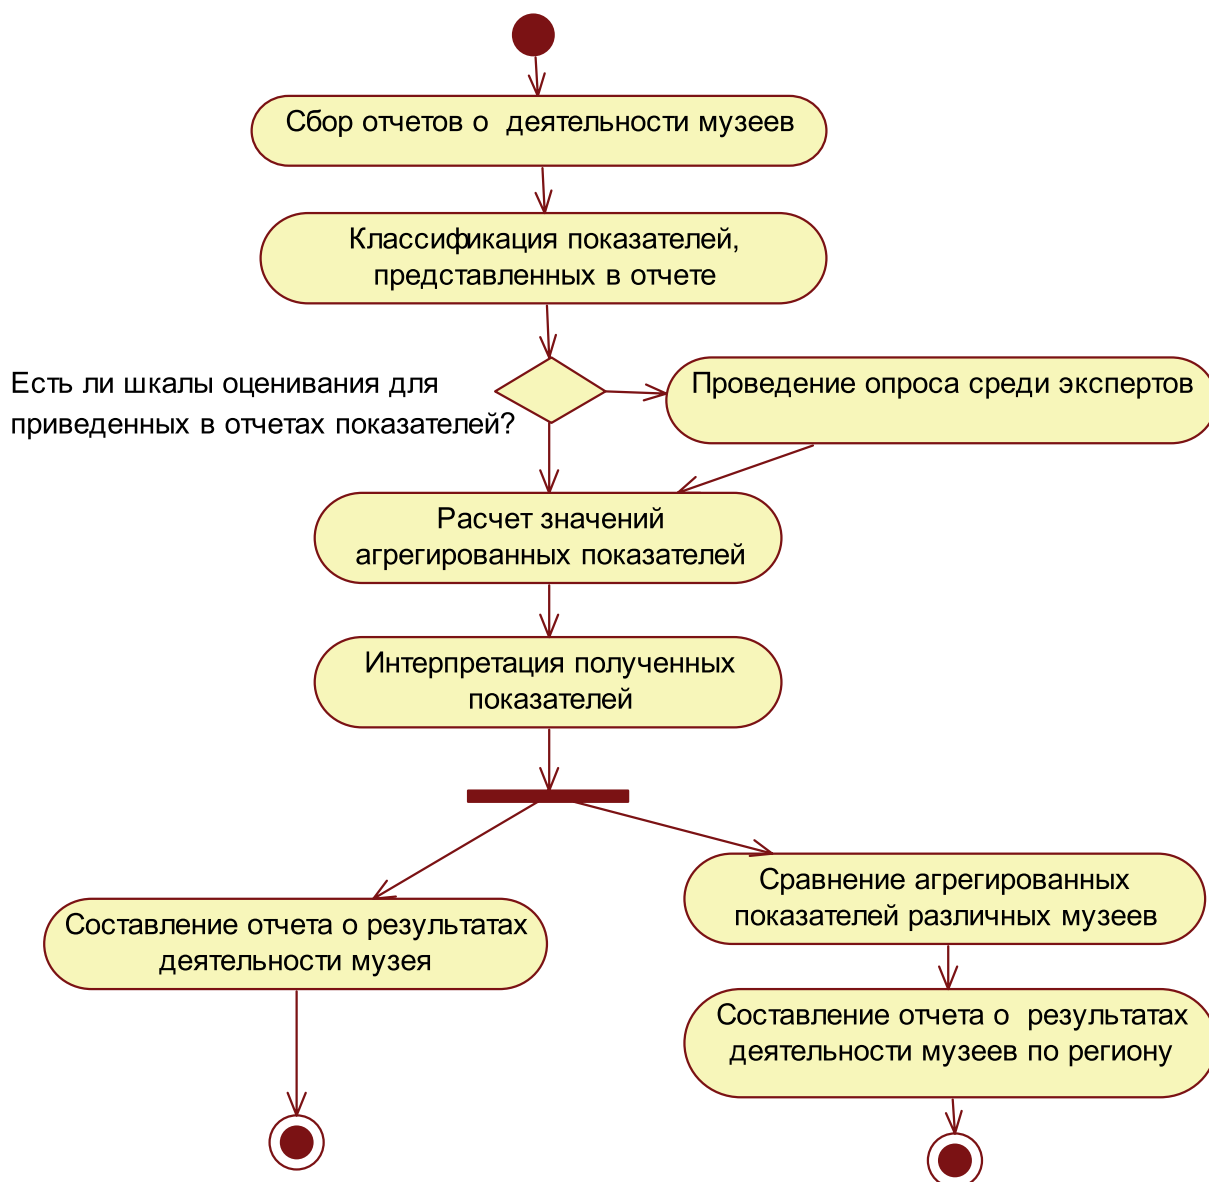 Сбор отчетов о  деятельности музеев
Классификация показателей,
представленных в отчете
Есть ли шкалы оценивания для
приведенных в отчетах показателей?
Проведение опроса среди экспертов
Расчет значений
агрегированных показателей
Интерпретация полученных
показателей
Сравнение агрегированных
показателей различных музеев
Составление отчета о результатах
деятельности музея
Составление отчета о  результатах
деятельности музеев по региону